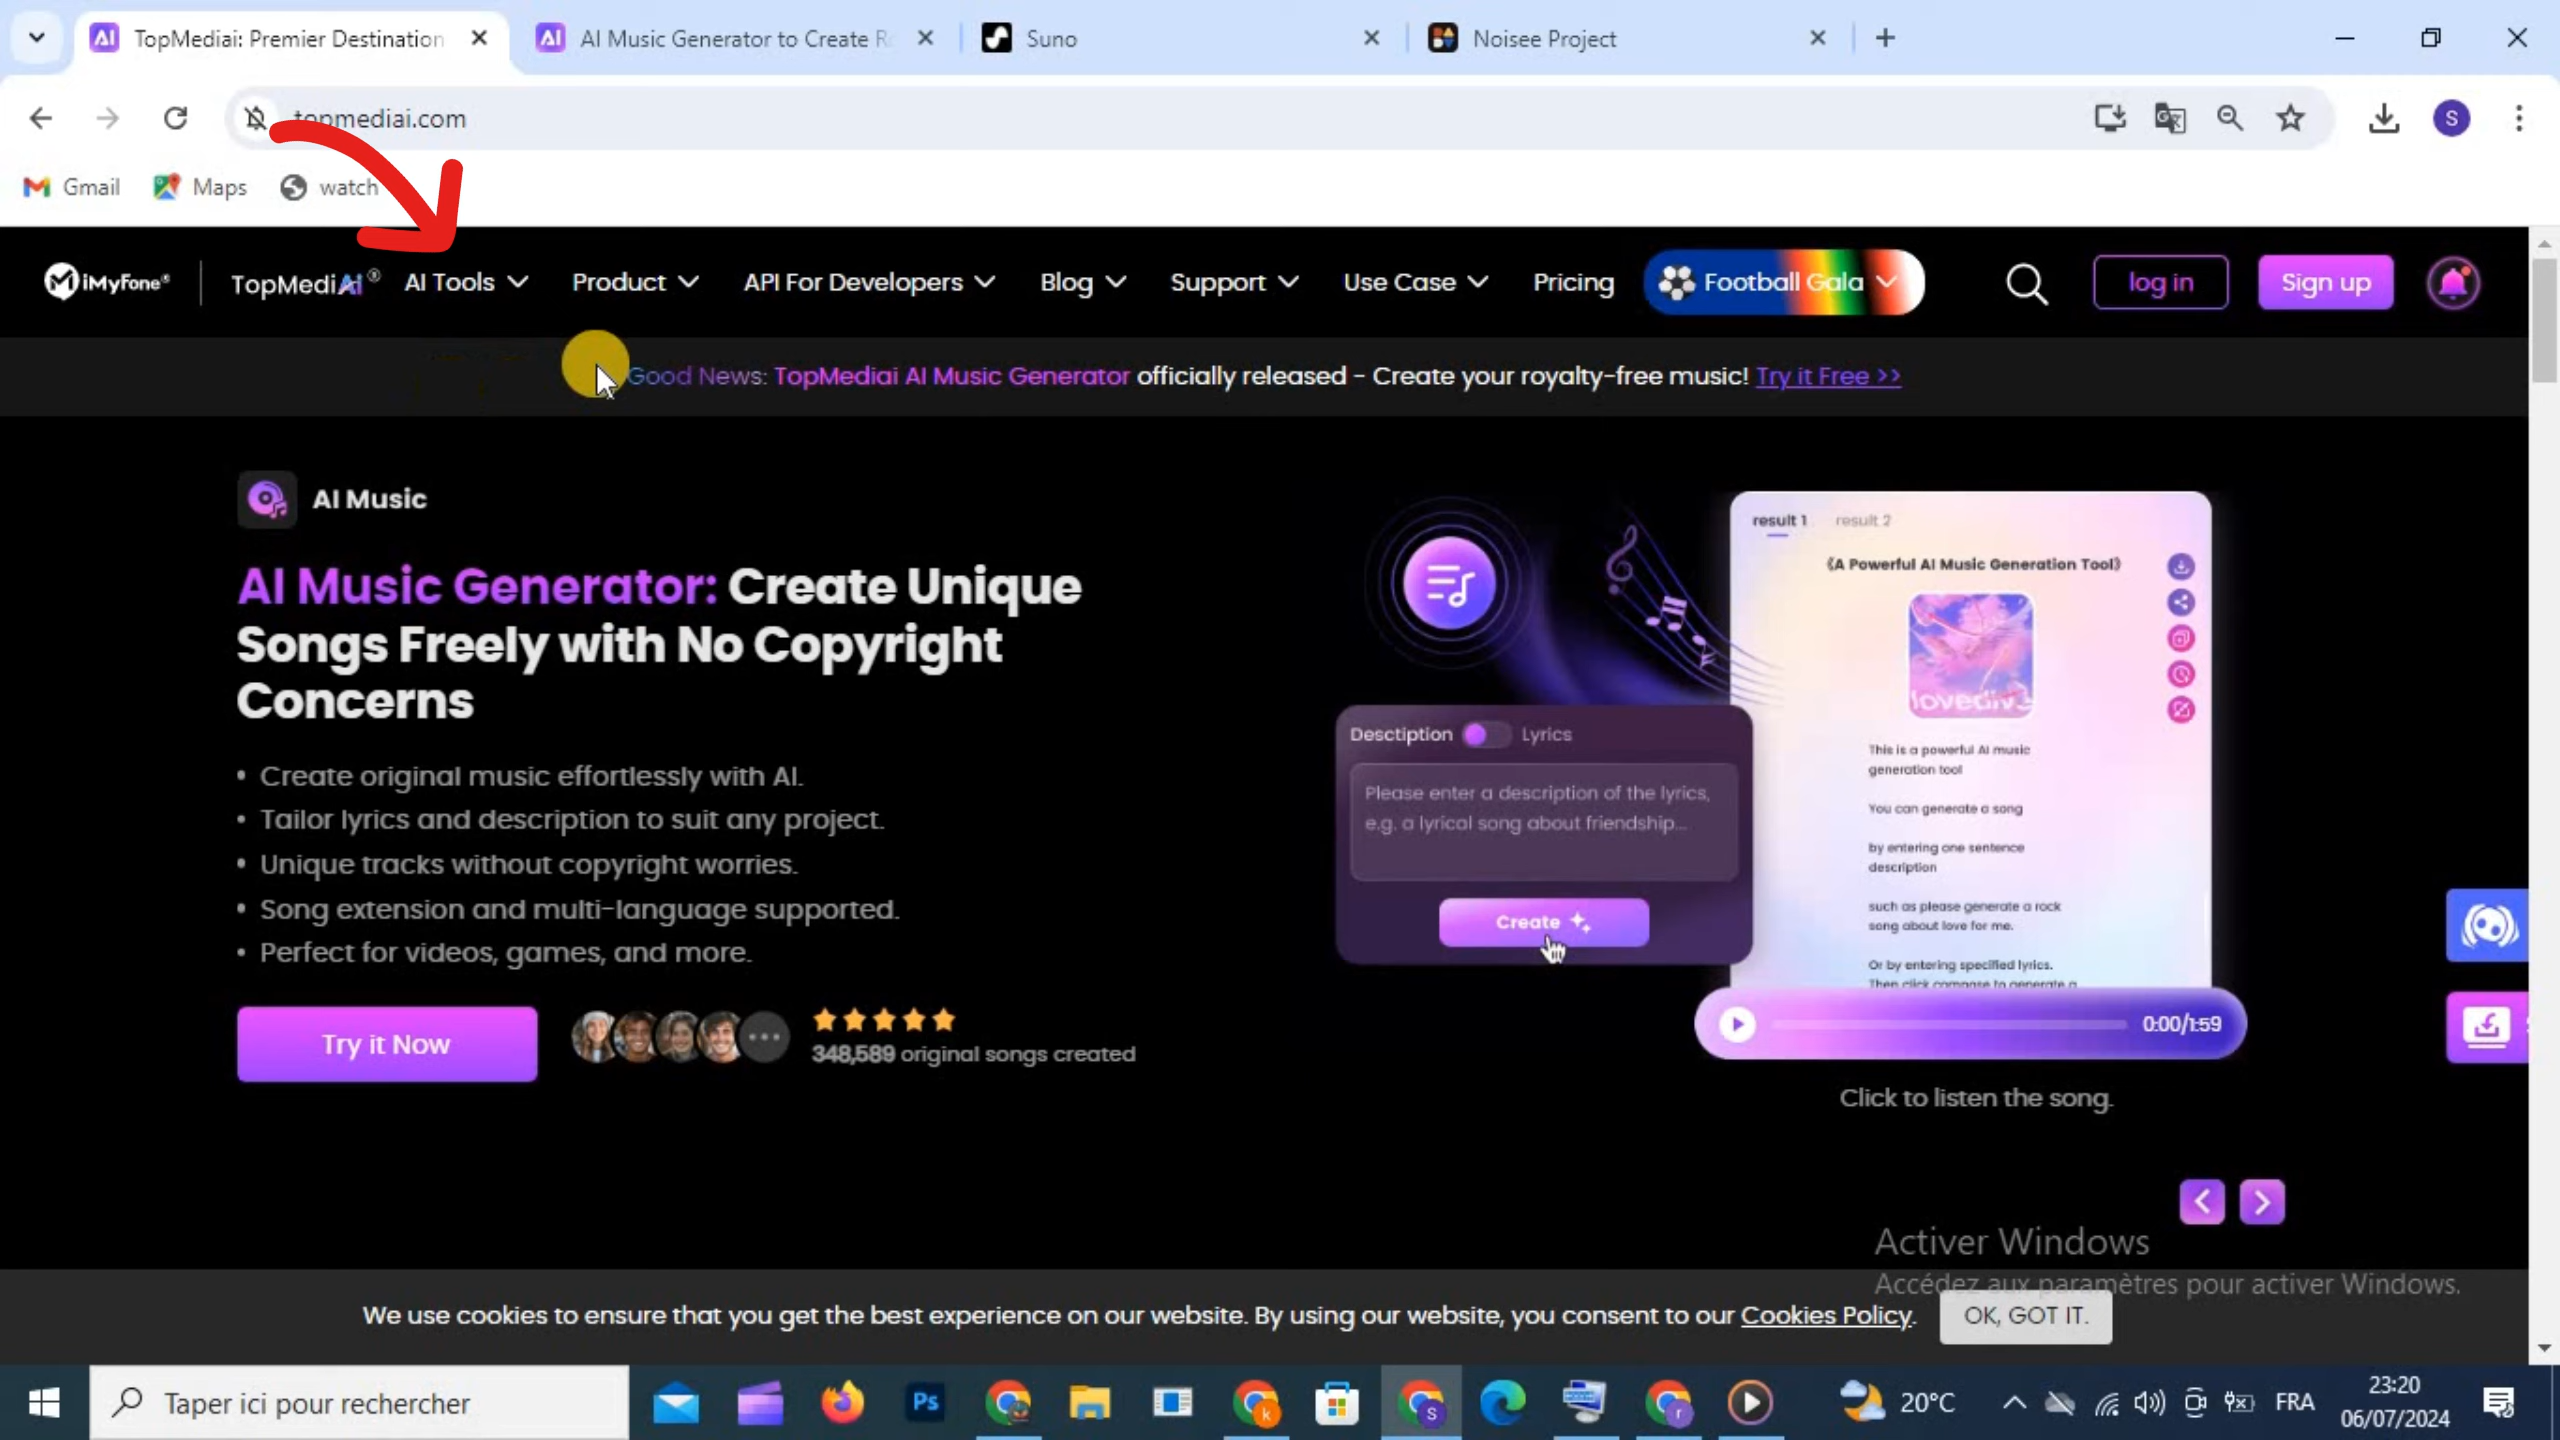 TopMediai: Premier Destination
AI Music Generator to Create Ro
Suno
Noisee Project
topmediai.com
Gmail
Maps
watch
iMyFone®
TopMediAi®
AI Tools
Product
API For Developers
Blog
Support
Use Case
Pricing
Football Gala
log in
Sign up
Good News: TopMediai AI Music Generator officially released - Create your royalty-free music! Try it Free >>
AI Music
AI Music Generator: Create Unique
Songs Freely with No Copyright
Concerns
• Create original music effortlessly with AI.
• Tailor lyrics and description to suit any project.
• Unique tracks without copyright worries.
• Song extension and multi-language supported.
• Perfect for videos, games, and more.
Try it Now
348,589 original songs created
result 1
result 2
《A Powerful AI Music Generation Tool》
lovedive
This is a powerful AI music
generation tool
You can generate a song
by entering one sentence
description
such as please generate a rock
song about love for me.
Or by entering specified lyrics.
Then click compose to generate a
Desctiption
Lyrics
Please enter a description of the lyrics,
e.g. a lyrical song about friendship...
Create
0:00/1:59
Click to listen the song.
Activer Windows
Accédez aux paramètres pour activer Windows.
We use cookies to ensure that you get the best experience on our website. By using our website, you consent to our Cookies Policy.
OK, GOT IT.
Taper ici pour rechercher
Ps
20°C
FRA
23:20
06/07/2024